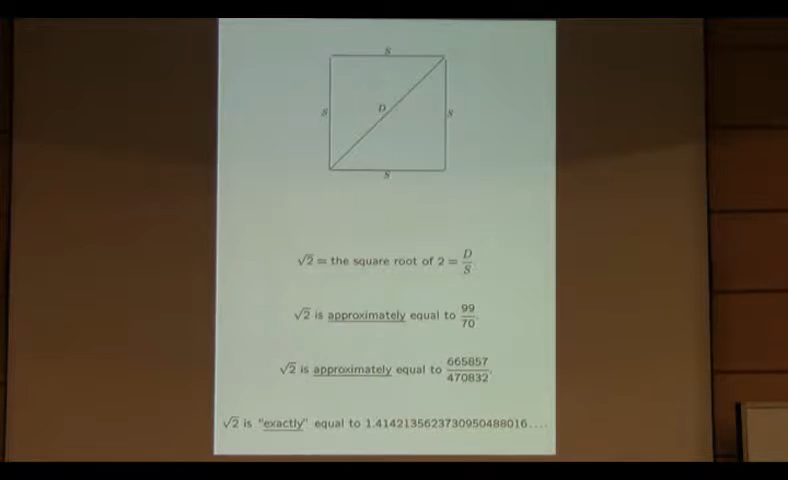 S
S D S
S
√2 = the square root of 2 = D/S
√2 is approximately equal to 99/70.
√2 is approximately equal to 665857/470832.
√2 is "exactly" equal to 1.4142135623730950488016....